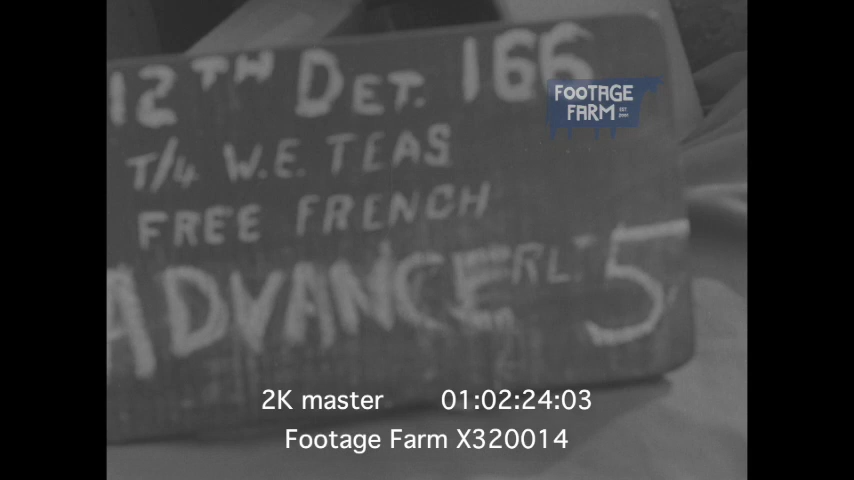 12TH DET. 166
FOOTAGE
FARM
T/4 W.E. TEAS
FREE FRENCH
ADVANCE RL. 5
2K master 01:02:24:03
Footage Farm X320014